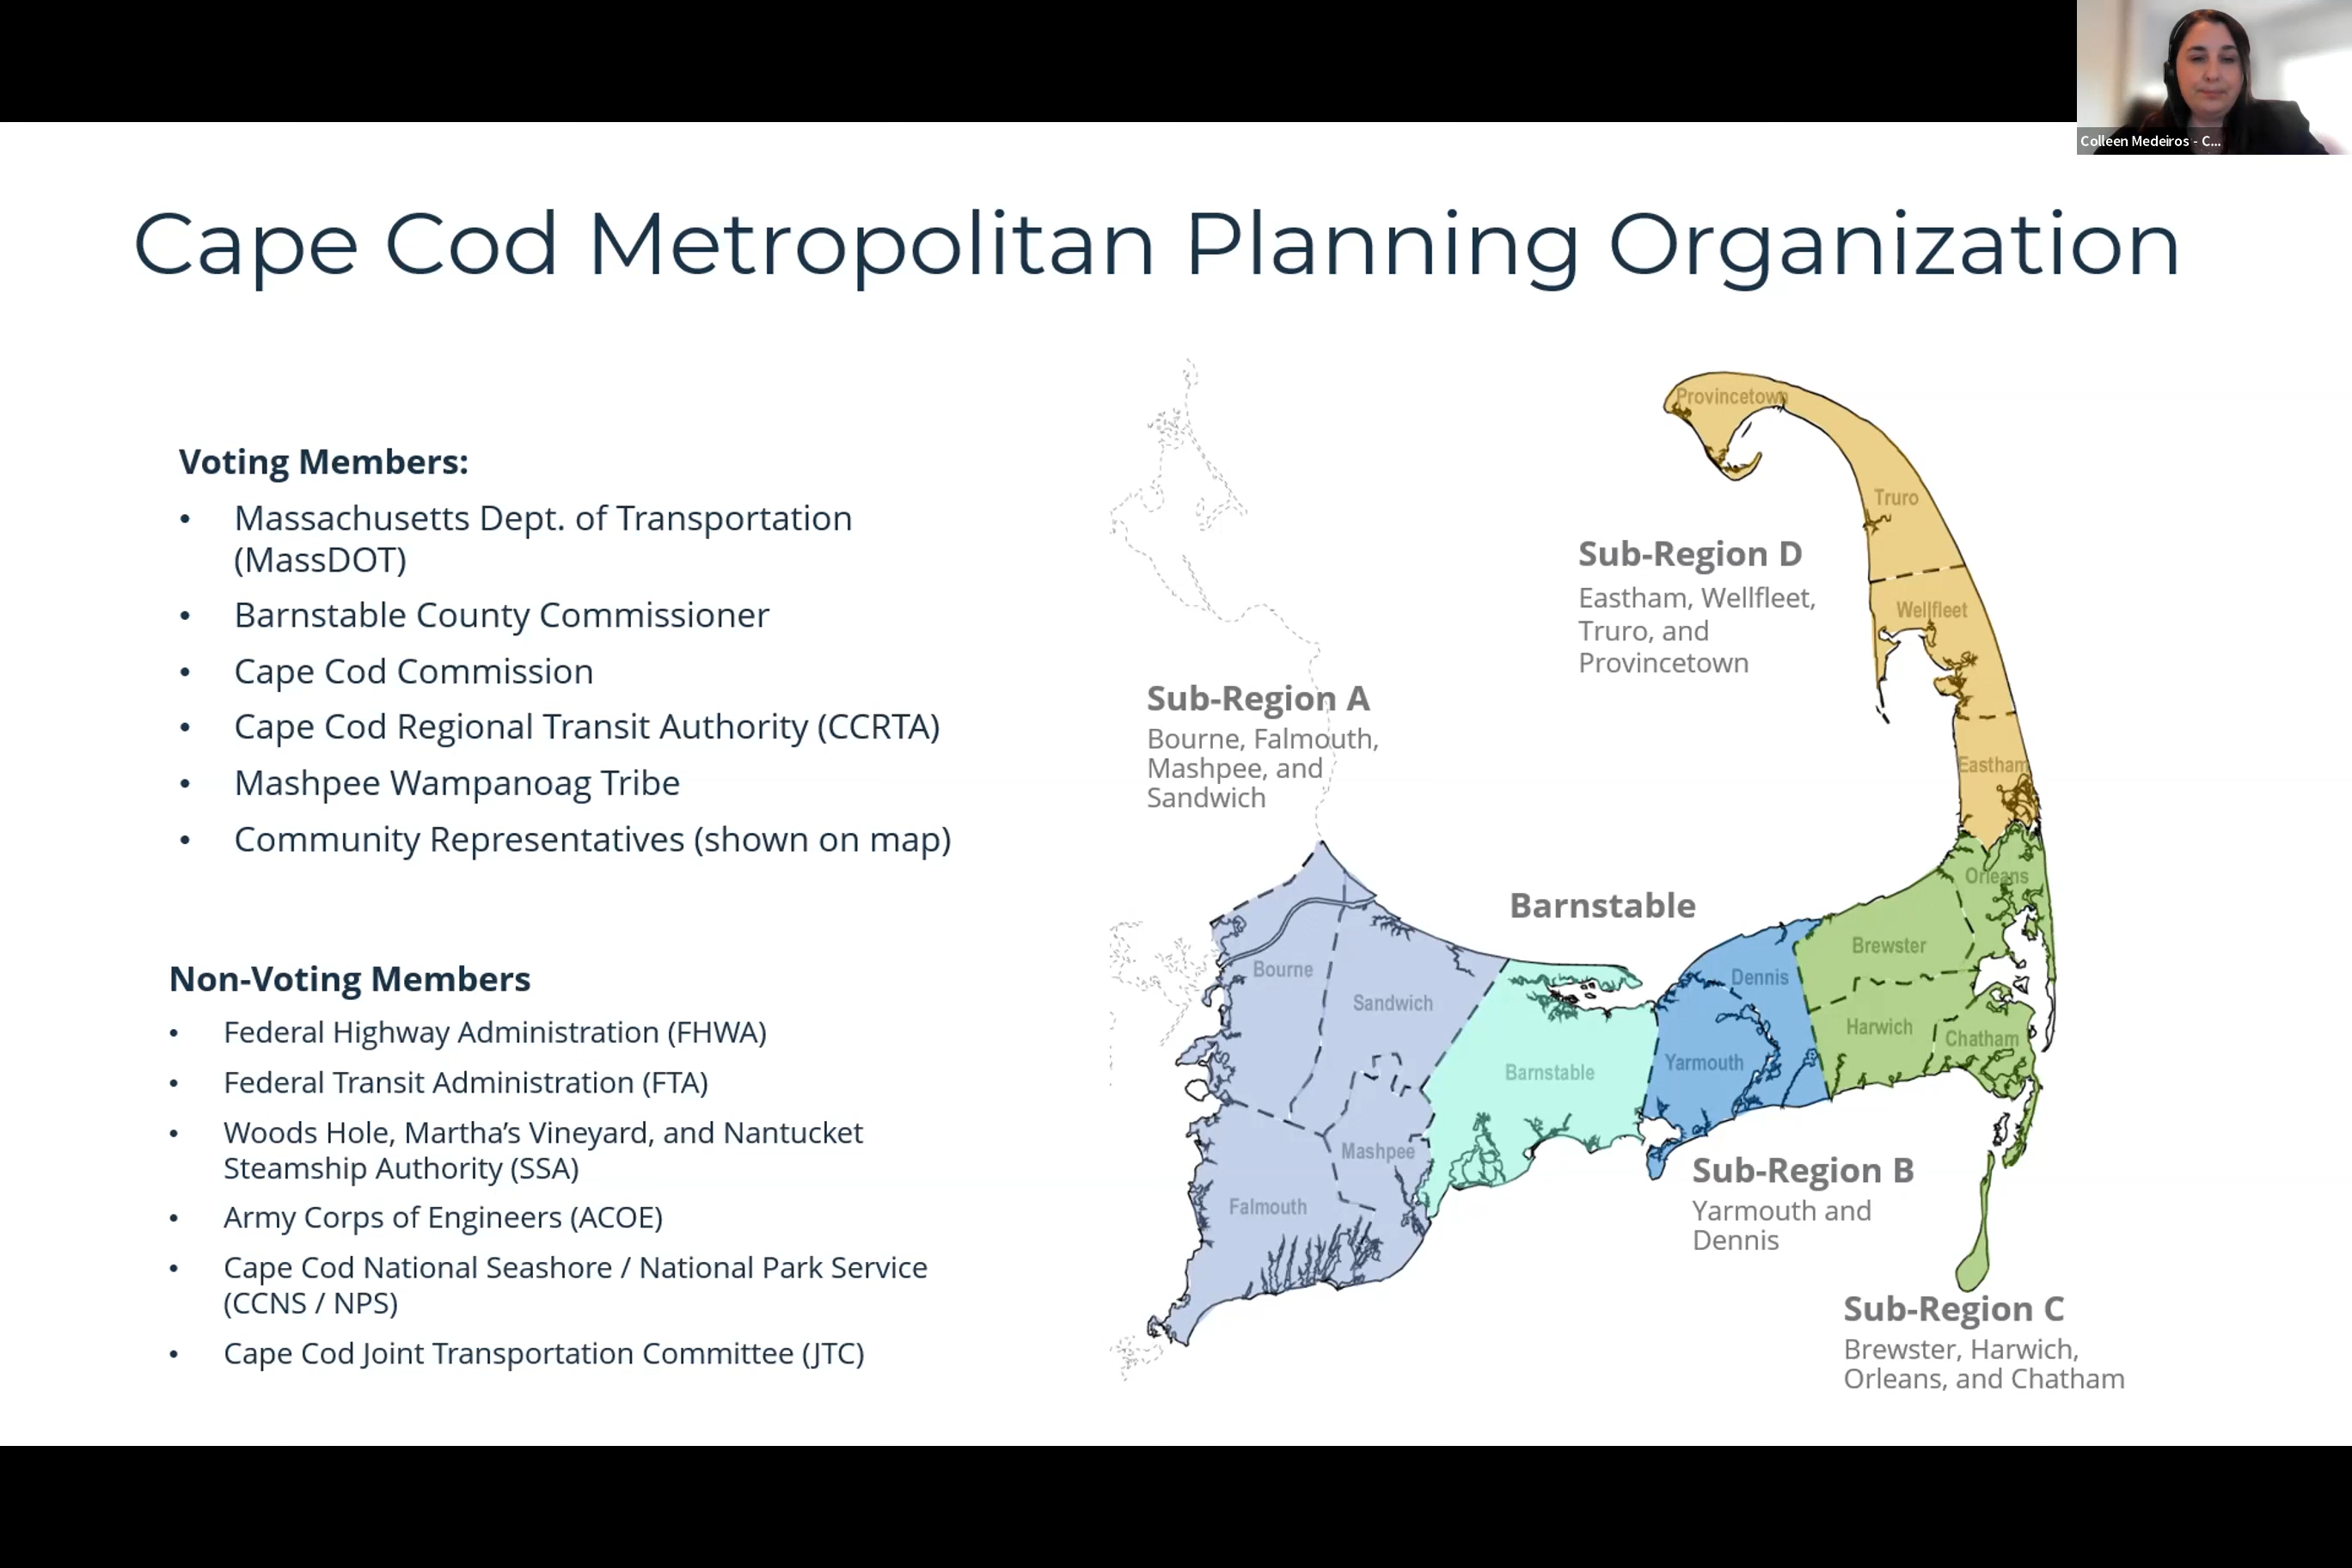 Colleen Medeiros - C...
Cape Cod Metropolitan Planning Organization
Voting Members:
• Massachusetts Dept. of Transportation
(MassDOT)
• Barnstable County Commissioner
• Cape Cod Commission
• Cape Cod Regional Transit Authority (CCRTA)
• Mashpee Wampanoag Tribe
• Community Representatives (shown on map)
Non-Voting Members
• Federal Highway Administration (FHWA)
• Federal Transit Administration (FTA)
• Woods Hole, Martha’s Vineyard, and Nantucket
Steamship Authority (SSA)
• Army Corps of Engineers (ACOE)
• Cape Cod National Seashore / National Park Service
(CCNS / NPS)
• Cape Cod Joint Transportation Committee (JTC)
Provincetown
Truro
Sub-Region D
Eastham, Wellfleet,
Truro, and
Provincetown
Wellfleet
Sub-Region A
Bourne, Falmouth,
Mashpee, and
Sandwich
Eastham
Orleans
Barnstable
Brewster
Bourne
Dennis
Sandwich
Harwich
Chatham
Yarmouth
Barnstable
Mashpee
Falmouth
Sub-Region B
Yarmouth and
Dennis
Sub-Region C
Brewster, Harwich,
Orleans, and Chatham